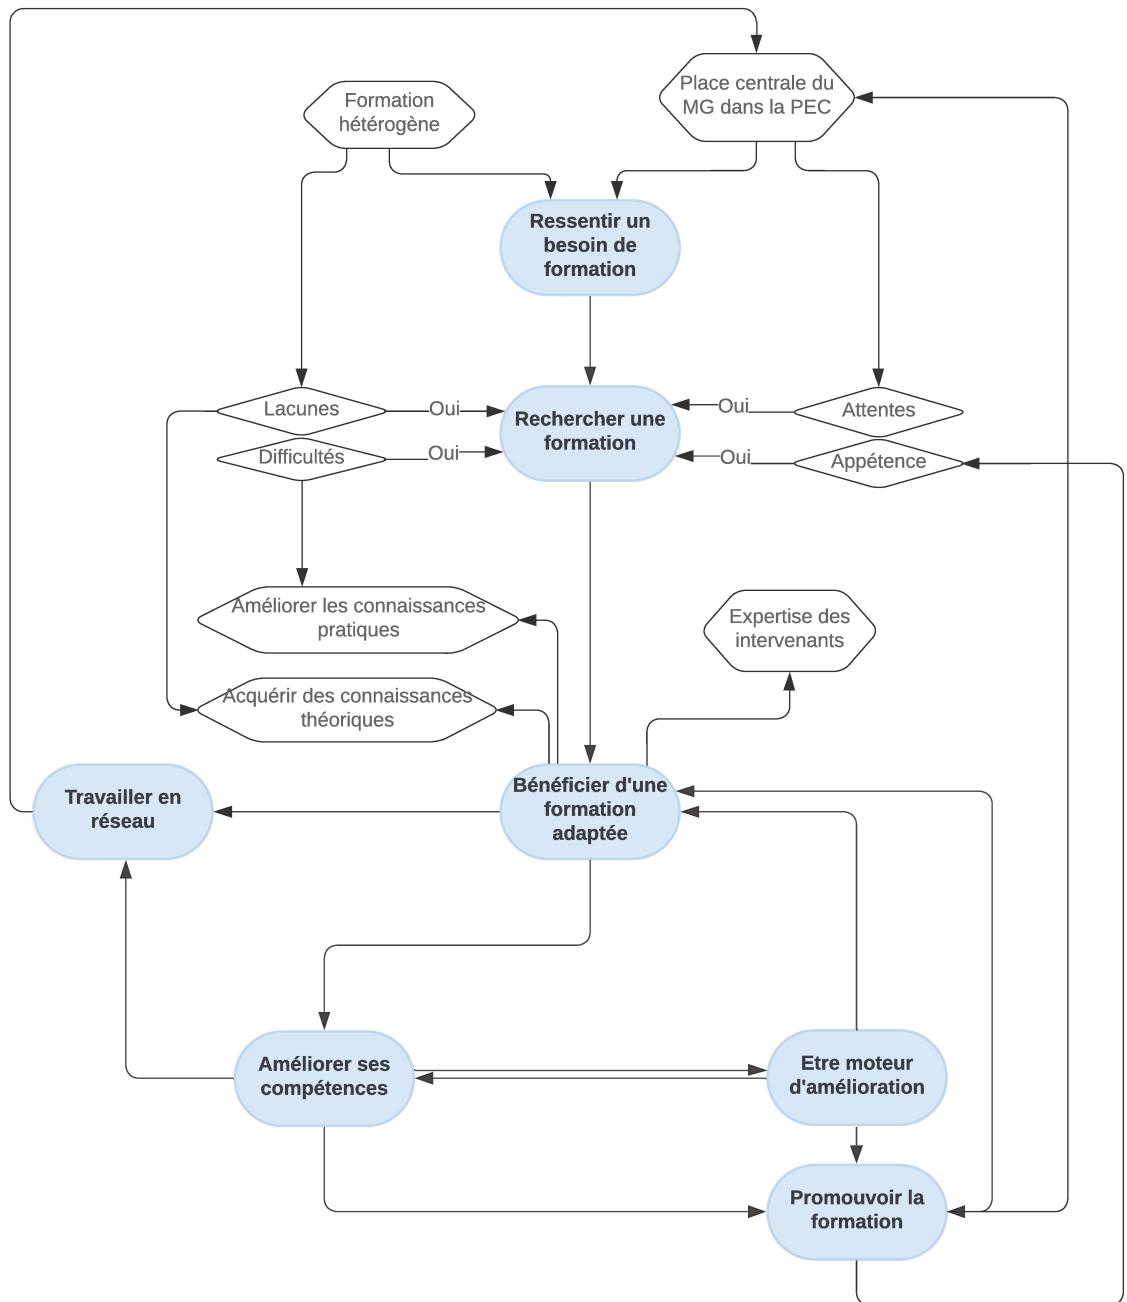 Place centrale du
MG dans la PEC
Formation
hétérogène
Ressentir un
besoin de
formation
Lacunes
Oui
Rechercher une
formation
Oui
Attentes
Difficultés
Oui
Oui
Appétence
Améliorer les connaissances
pratiques
Expertise des
intervenants
Acquérir des connaissances
théoriques
Travailler en
réseau
Bénéficier d'une
formation
adaptée
Améliorer ses
compétences
Etre moteur
d'amélioration
Promouvoir la
formation